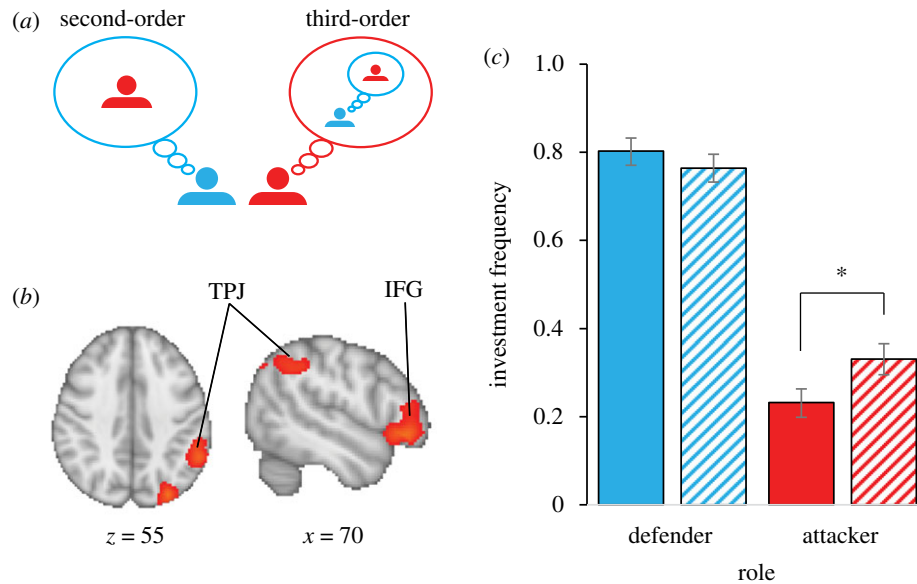 (a) second-order third-order
(b)
TPJ IFG
z = 55 x = 70
(c)
1.0
0.8
0.6
0.4
0.2
0
investment frequency
*
defender attacker
role